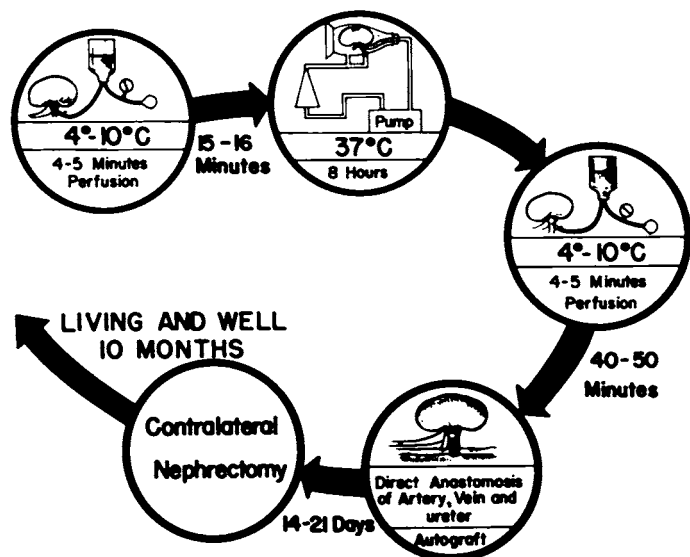 4°-10°C
4-5 Minutes
Perfusion
15-16
Minutes
Pump
37°C
8 Hours
4°-10°C
4-5 Minutes
Perfusion
40-50
Minutes
Direct Anastamosis
of Artery, Vein and
ureter
Autograft
14-21 Days
Contralateral
Nephrectomy
LIVING AND WELL
10 MONTHS